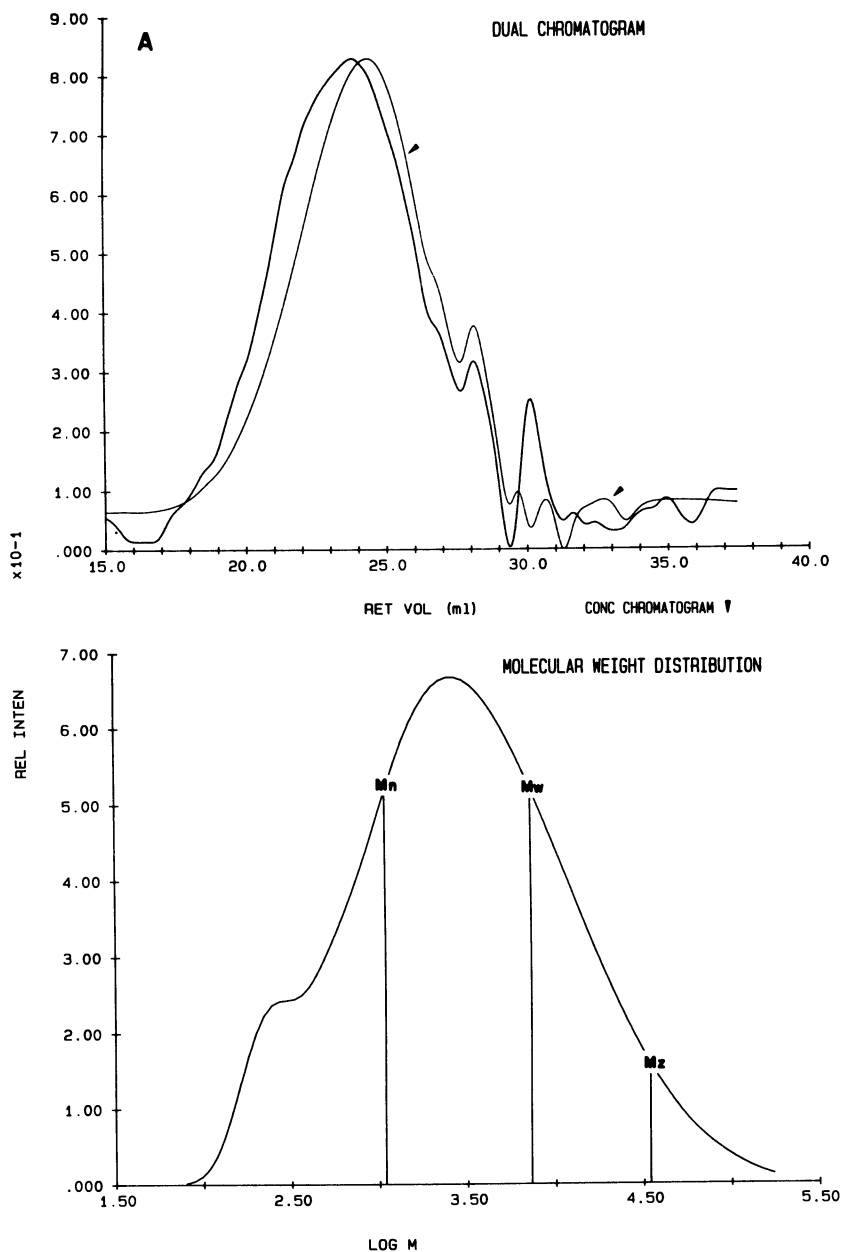 A
DUAL CHROMATOGRAM
9.00
8.00
7.00
6.00
5.00
4.00
3.00
2.00
1.00
.000
x10-1
15.0 20.0 25.0 30.0 35.0 40.0
RET VOL (ml)
CONC CHROMATOGRAM
MOLECULAR WEIGHT DISTRIBUTION
REL INTEN
7.00
6.00
5.00
4.00
3.00
2.00
1.00
.000
Mn
Mw
Mz
1.50 2.50 3.50 4.50 5.50
LOG M